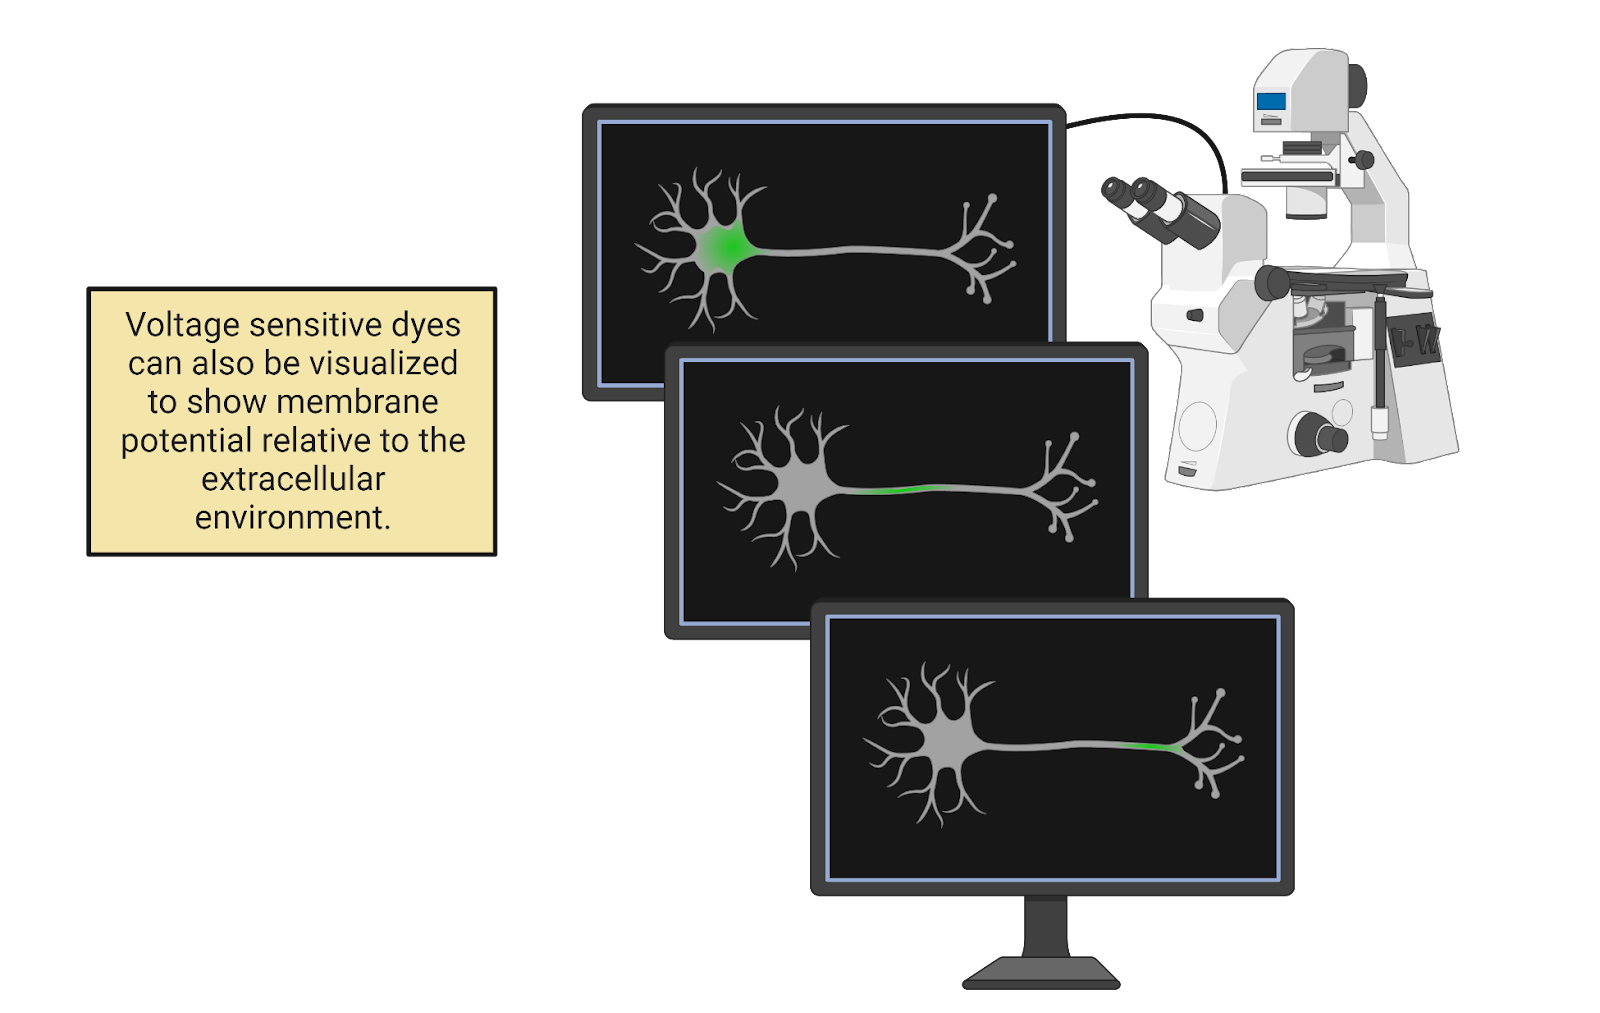 Voltage sensitive dyes
can also be visualized
to show membrane
potential relative to the
extracellular
environment.